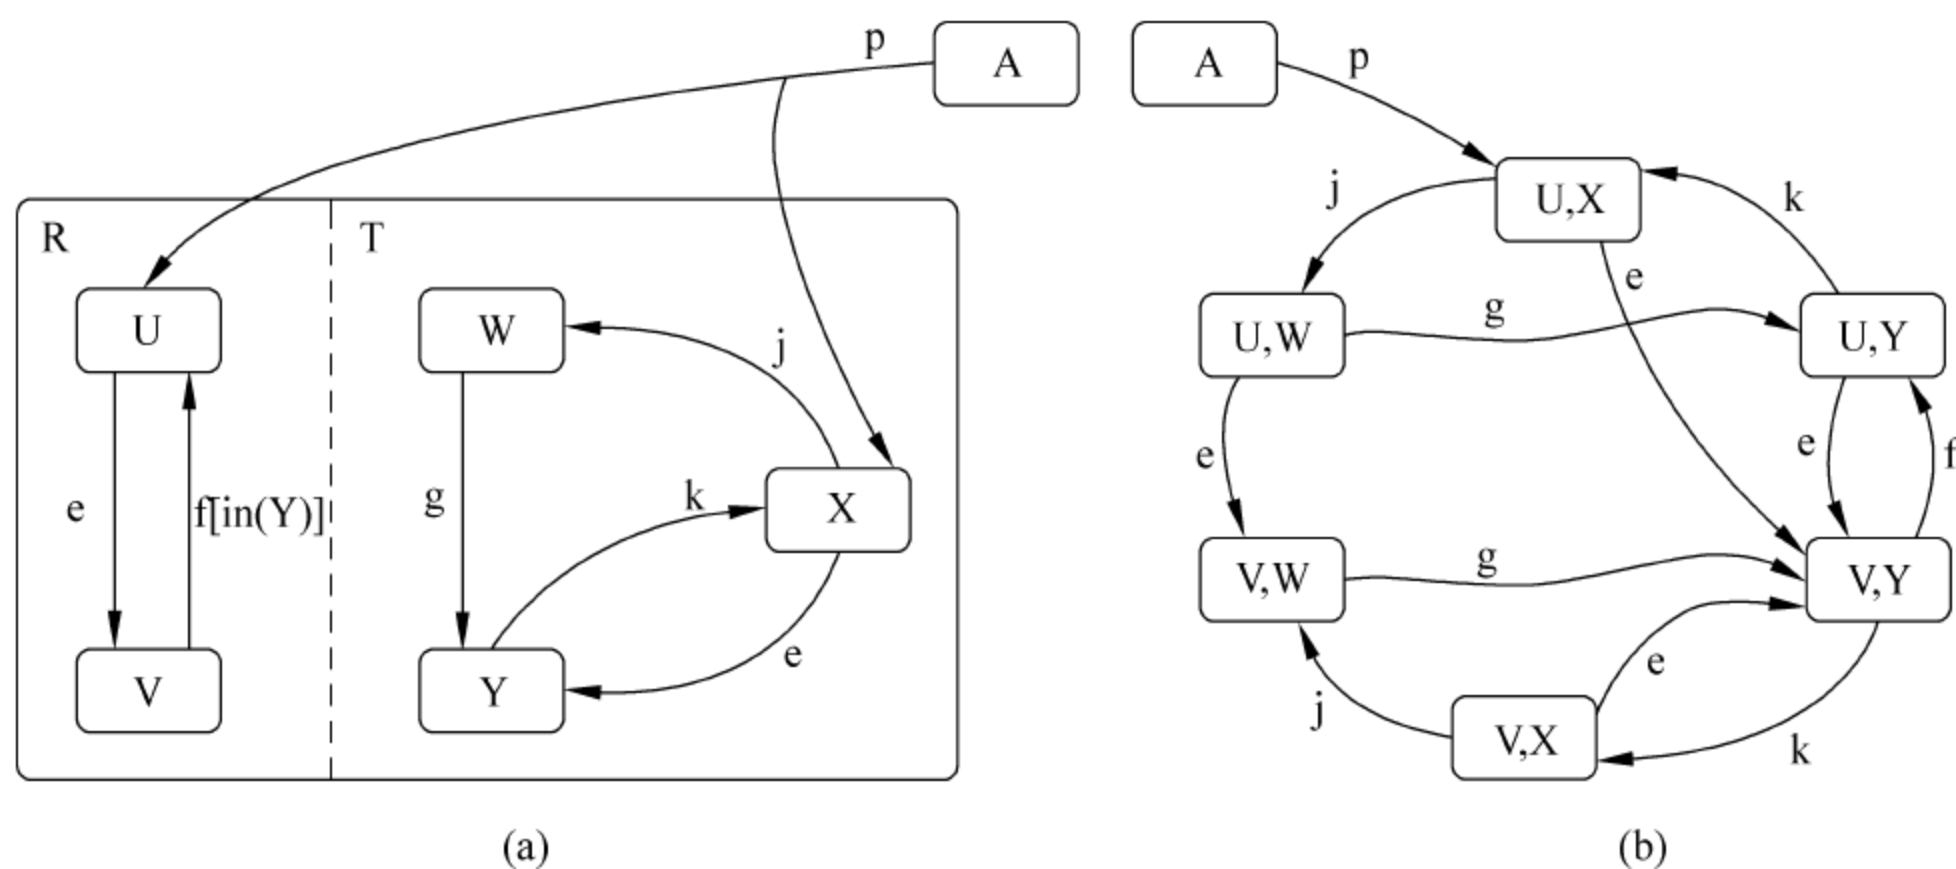 p
A
A
p
U,X
j
k
R
T
e
U
W
j
U,W
g
U,Y
e
g
k
X
f[in(Y)]
e
e
f
V
Y
e
V,W
g
V,Y
e
j
V,X
k
(a)
(b)